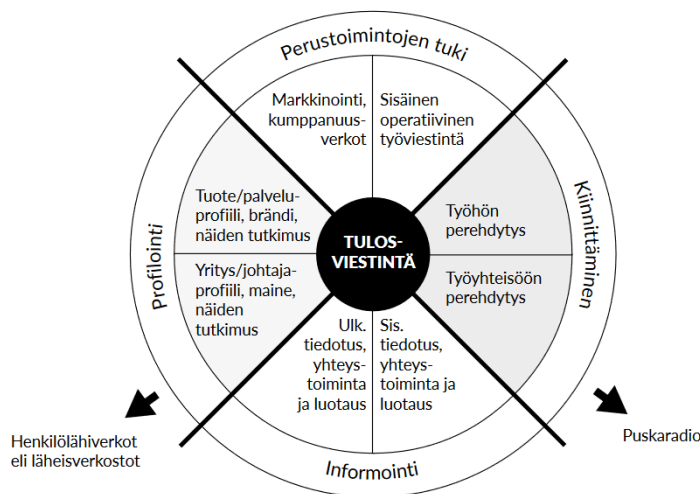 Perustoimintojen tuki
Markkinointi,
kumppanuus-
verkot
Sisäinen
operatiivinen
työviestintä
Profilointi
Tuote/palvelu-
profiili, brändi,
näiden tutkimus
Yritys/johtaja-
profiili, maine,
näiden
tutkimus
TULOS-
VIESTINTÄ
Työhön
perehdytys
Työyhteisöön
perehdytys
Kiinnittäminen
Ulk.
tiedotus,
yhteys-
toiminta
ja luotaus
Sis.
tiedotus,
yhteys-
toiminta ja
luotaus
Informointi
Henkilölähiverkot
eli läheisverkostot
Puskaradio